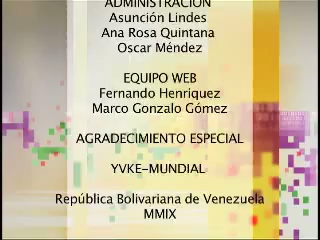 ADMINISTRACIÓN
Asunción Lindes
Ana Rosa Quintana
Oscar Méndez
EQUIPO WEB
Fernando Henriquez
Marco Gonzalo Gómez
AGRADECIMIENTO ESPECIAL
YVKE-MUNDIAL
República Bolivariana de Venezuela
MMIX